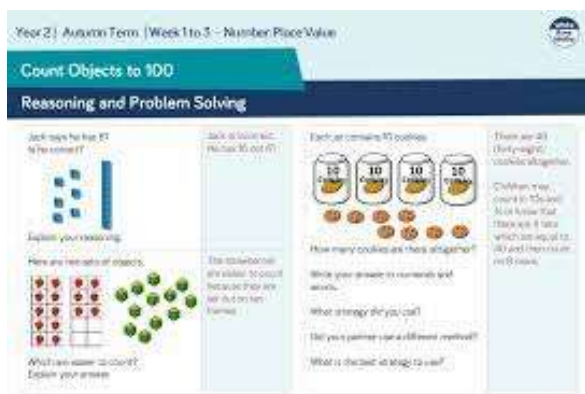 Year 2 | Autumn Term | Week 1 to 3 - Number: Place Value
Count Objects to 100
Reasoning and Problem Solving
Jack says he has 61
Is he correct?
Explain your reasoning.
Jack is incorrect.
He has 16 not 61
Here are two sets of objects.
Which are easier to count?
Explain your answer.
The strawberries
are easier to count
because they are
set out on ten
frames.
Each jar contains 10 cookies.
10
10
10
10
How many cookies are there altogether?
Write your answer in numerals and
words.
What strategy did you use?
Did your partner use a different method?
What is the best strategy to use?
There are 48
(forty-eight)
cookies altogether.
Children may
count in 10s and
1s or know that
there are 4 tens
which are equal to
40 and then count
on 8 more.